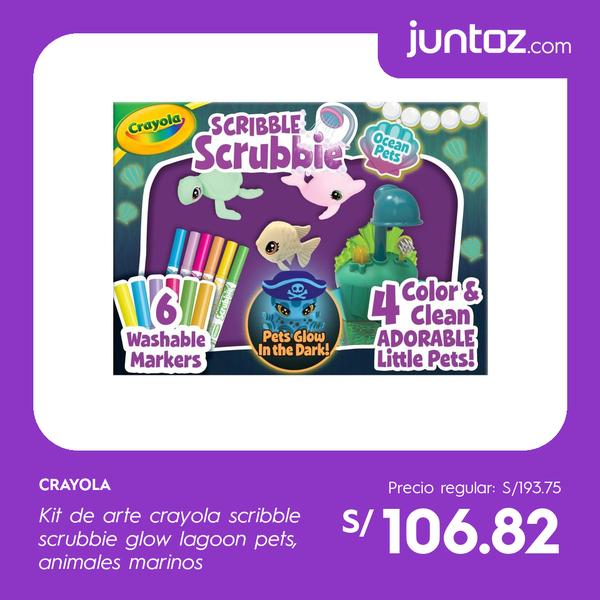 juntoz.com
Crayola
SCRIBBLE
Scrubbie
Ocean
Pets
6
Washable
Markers
Pets Glow
In the Dark!
4 Color &
Clean
ADORABLE
Little Pets!
CRAYOLA
Kit de arte crayola scribble
scrubbie glow lagoon pets,
animales marinos
Precio regular: S/193.75
S/106.82